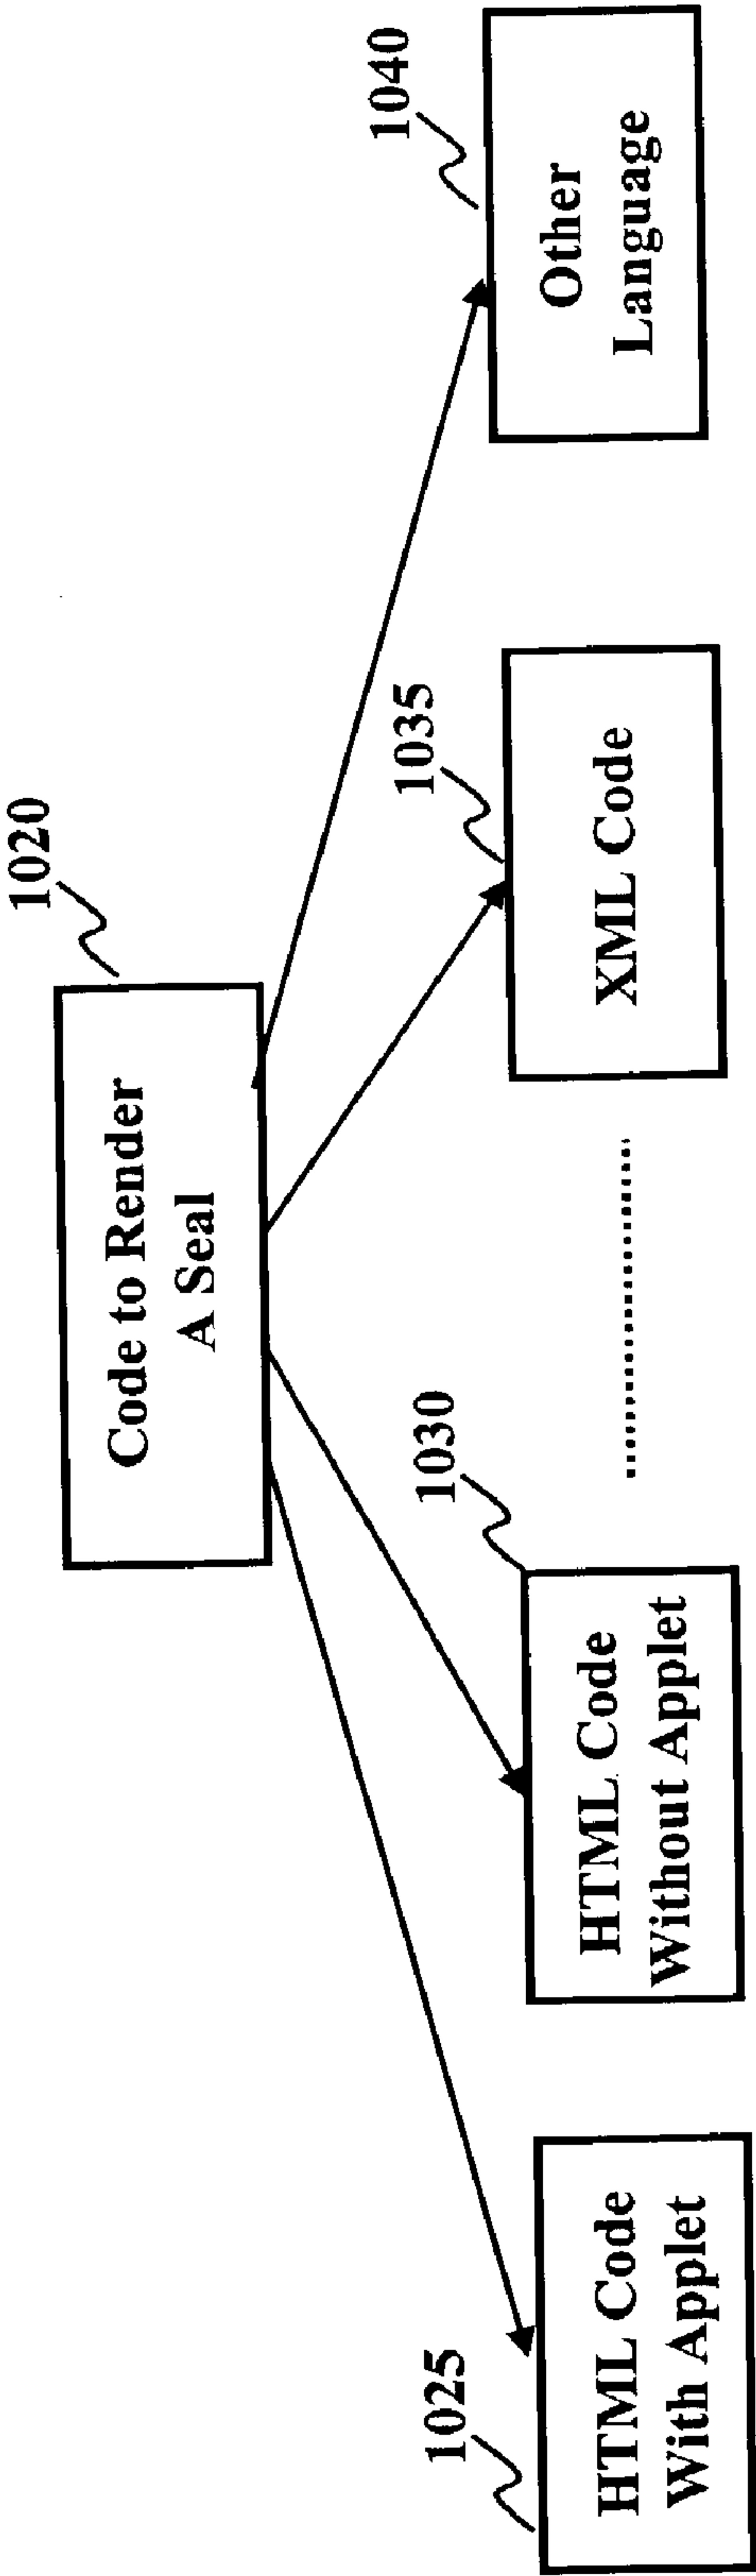 1020
Code to Render
A Seal
1025
HTML Code
With Applet
1030
HTML Code
Without Applet
1035
XML Code
1040
Other
Language